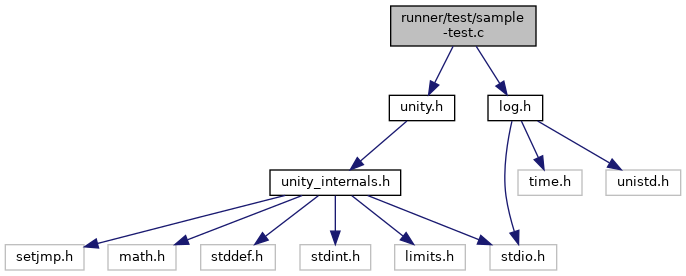 runner/test/sample
-test.c
unity.h
log.h
unity_internals.h
time.h
unistd.h
setjmp.h
math.h
stddef.h
stdint.h
limits.h
stdio.h